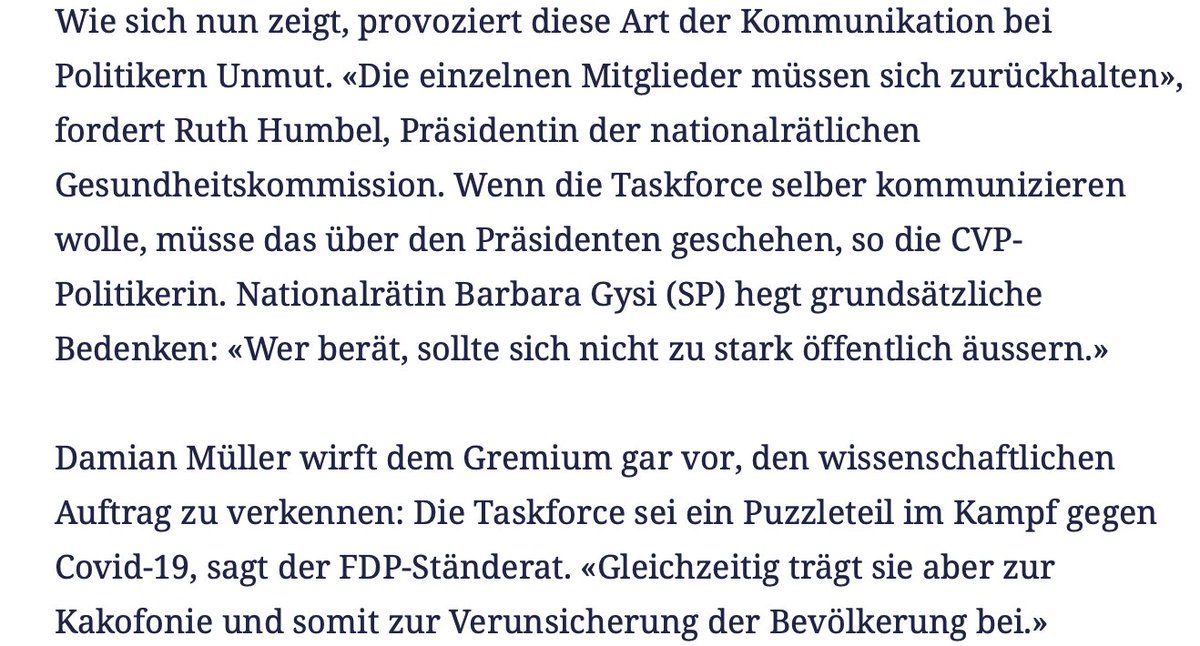 Wie sich nun zeigt, provoziert diese Art der Kommunikation bei
Politikern Unmut. «Die einzelnen Mitglieder müssen sich zurückhalten»,
fordert Ruth Humbel, Präsidentin der nationalrätlichen
Gesundheitskommission. Wenn die Taskforce selber kommunizieren
wolle, müsse das über den Präsidenten geschehen, so die CVP-
Politikerin. Nationalrätin Barbara Gysi (SP) hegt grundsätzliche
Bedenken: «Wer berät, sollte sich nicht zu stark öffentlich äussern.»

Damian Müller wirft dem Gremium gar vor, den wissenschaftlichen
Auftrag zu verkennen: Die Taskforce sei ein Puzzleteil im Kampf gegen
Covid-19, sagt der FDP-Ständerat. «Gleichzeitig trägt sie aber zur
Kakofonie und somit zur Verunsicherung der Bevölkerung bei.»